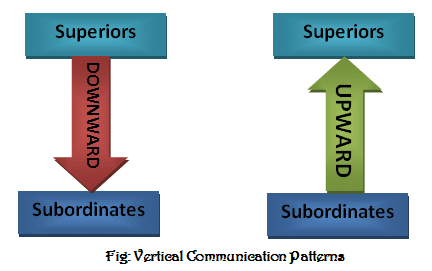 Superiors
DOWNWARD
Subordinates
Superiors
UPWARD
Subordinates
Fig: Vertical Communication Patterns